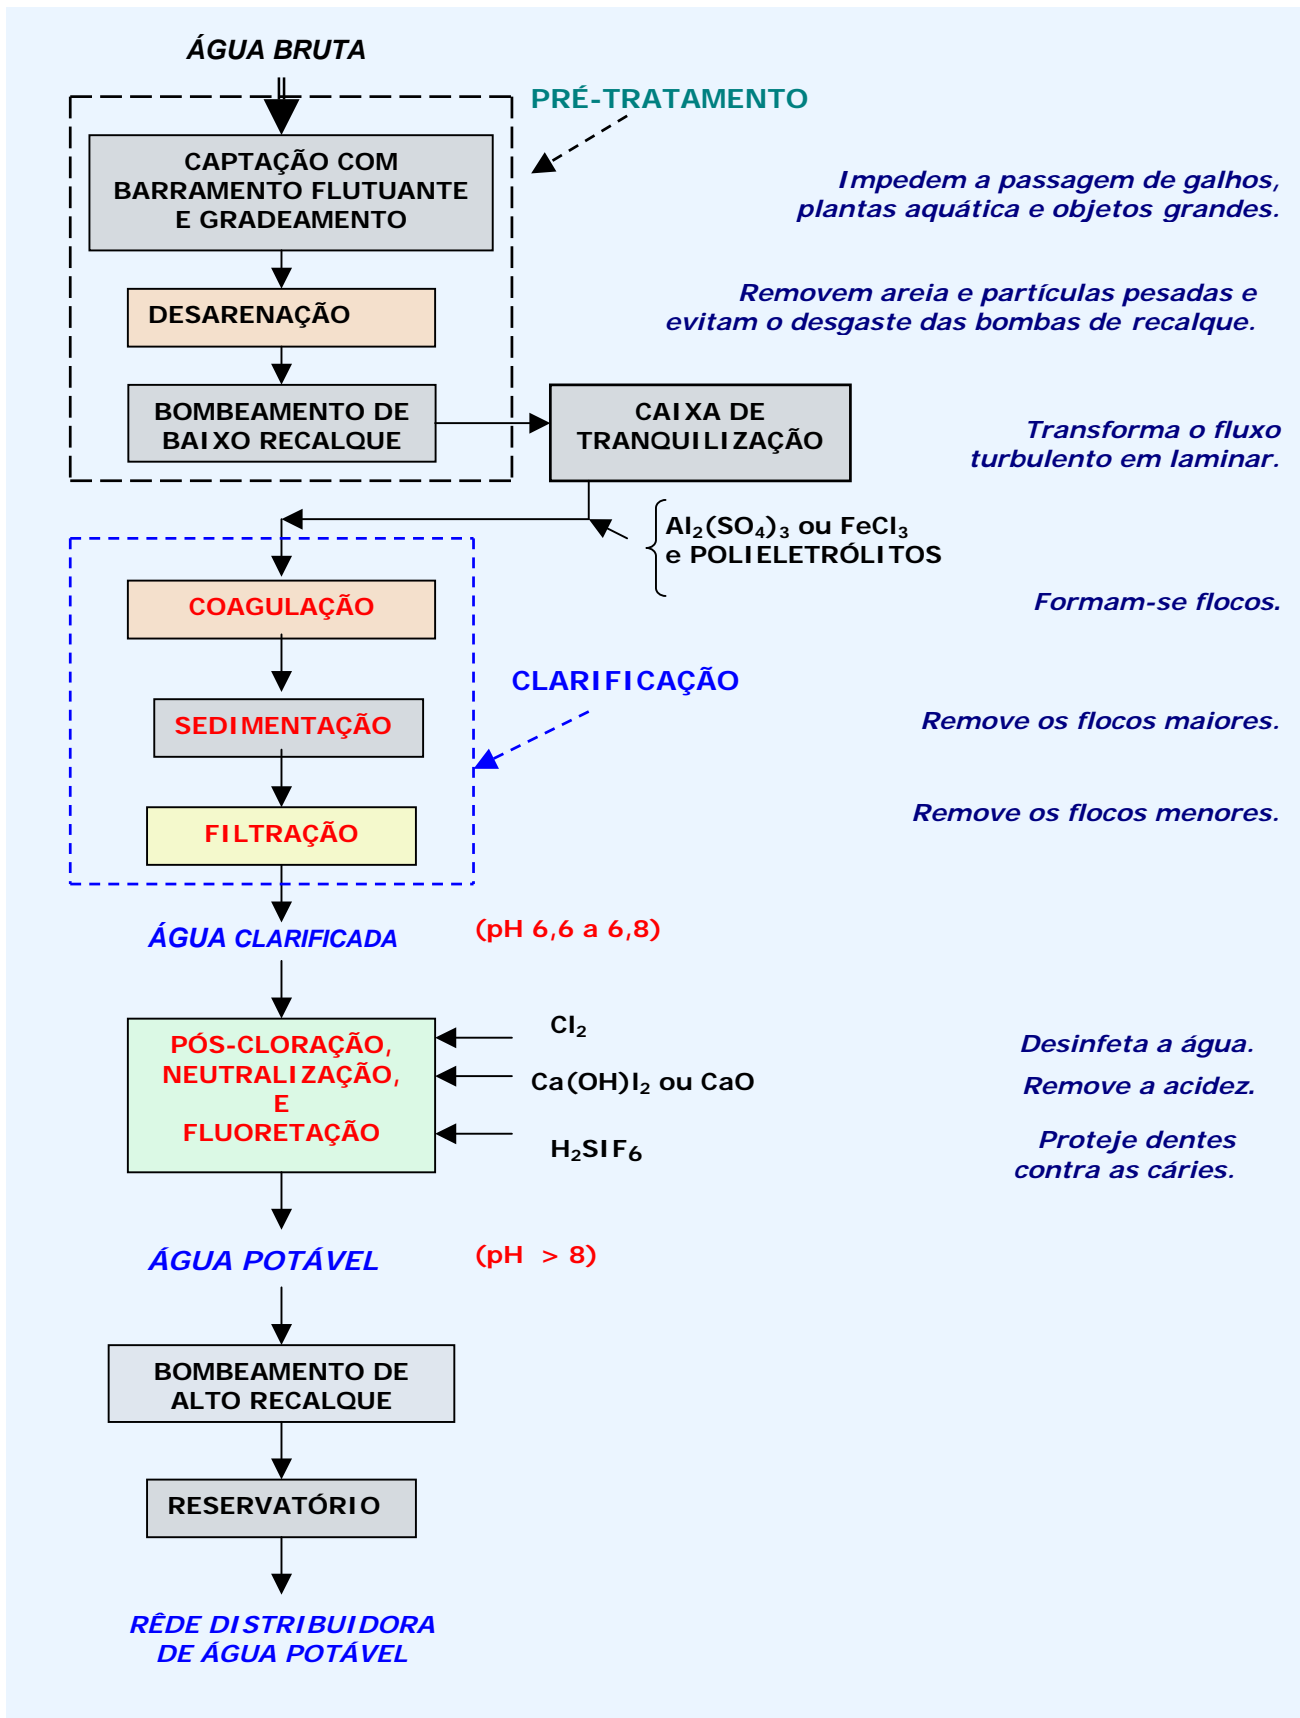 ÁGUA BRUTA
PRÉ-TRATAMENTO
CAPTAÇÃO COM
BARRAMENTO FLUTUANTE
E GRADEAMENTO
Impedem a passagem de galhos,
plantas aquática e objetos grandes.
DESARENAÇÃO
Removem areia e partículas pesadas e
evitam o desgaste das bombas de recalque.
BOMBEAMENTO DE
BAIXO RECALQUE
CAIXA DE
TRANQUILIZAÇÃO
Transforma o fluxo
turbulento em laminar.
Al₂(SO₄)₃ ou FeCl₃
e POLIELETRÓLITOS
COAGULAÇÃO
Formam-se flocos.
CLARIFICAÇÃO
SEDIMENTAÇÃO
Remove os flocos maiores.
FILTRAÇÃO
Remove os flocos menores.
ÁGUA CLARIFICADA
(pH 6,6 a 6,8)
PÓS-CLORAÇÃO,
NEUTRALIZAÇÃO,
E
FLUORETAÇÃO
Cl₂
Desinfeta a água.
Ca(OH)l₂ ou CaO
Remove a acidez.
H₂SIF₆
Proteje dentes
contra as cáries.
ÁGUA POTÁVEL
(pH > 8)
BOMBEAMENTO DE
ALTO RECALQUE
RESERVATÓRIO
RÊDE DISTRIBUIDORA
DE ÁGUA POTÁVEL